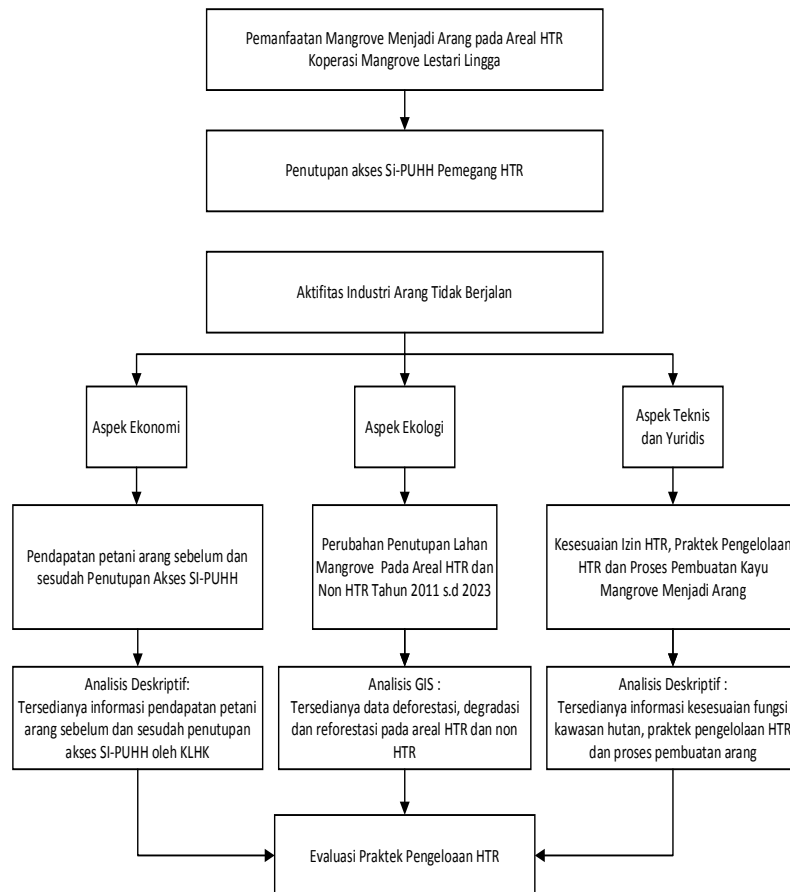 Pemanfaatan Mangrove Menjadi Arang pada Areal HTR
Koperasi Mangrove Lestari Lingga
Penutupan akses Si-PUHH Pemegang HTR
Aktifitas Industri Arang Tidak Berjalan
Aspek Ekonomi
Aspek Ekologi
Aspek Teknis
dan Yuridis
Pendapatan petani arang sebelum dan
sesudah Penutupan Akses SI-PUHH
Perubahan Penutupan Lahan
Mangrove Pada Areal HTR dan
Non HTR Tahun 2011 s.d 2023
Kesesuaian Izin HTR, Praktek Pengelolaan
HTR dan Proses Pembuatan Kayu
Mangrove Menjadi Arang
Analisis Deskriptif:
Tersedianya informasi pendapatan petani
arang sebelum dan sesudah penutupan
akses SI-PUHH oleh KLHK
Analisis GIS :
Tersedianya data deforestasi, degradasi
dan reforestasi pada areal HTR dan non
HTR
Analisis Deskriptif :
Tersedianya informasi kesesuaian fungsi
kawasan hutan, praktek pengelolaan HTR
dan proses pembuatan arang
Evaluasi Praktek Pengeloaan HTR